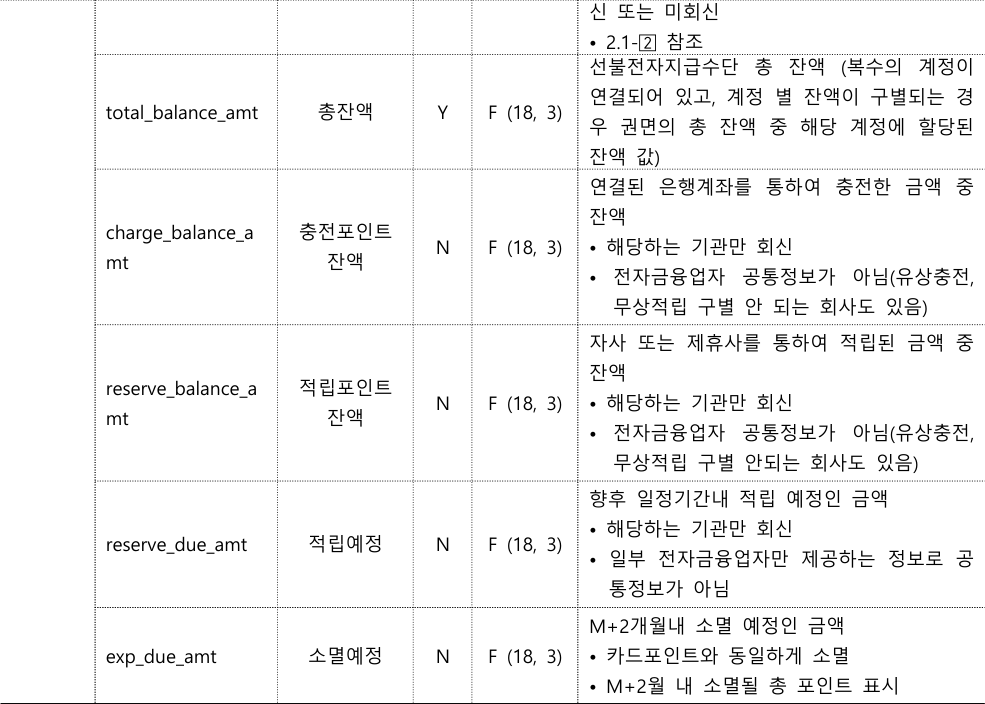 신 또는 미회신
• 2.1-2 참조
total_balance_amt
총잔액
Y
F (18, 3)
선불전자지급수단 총 잔액 (복수의 계정이
연결되어 있고, 계정 별 잔액이 구별되는 경
우 권면의 총 잔액 중 해당 계정에 할당된
잔액 값)
charge_balance_a
mt
충전포인트
잔액
N
F (18, 3)
연결된 은행계좌를 통하여 충전한 금액 중
잔액
• 해당하는 기관만 회신
• 전자금융업자 공통정보가 아님(유상충전,
무상적립 구별 안 되는 회사도 있음)
reserve_balance_a
mt
적립포인트
잔액
N
F (18, 3)
자사 또는 제휴사를 통하여 적립된 금액 중
잔액
• 해당하는 기관만 회신
• 전자금융업자 공통정보가 아님(유상충전,
무상적립 구별 안되는 회사도 있음)
reserve_due_amt
적립예정
N
F (18, 3)
향후 일정기간내 적립 예정인 금액
• 해당하는 기관만 회신
• 일부 전자금융업자만 제공하는 정보로 공
통정보가 아님
exp_due_amt
소멸예정
N
F (18, 3)
M+2개월내 소멸 예정인 금액
• 카드포인트와 동일하게 소멸
• M+2월 내 소멸될 총 포인트 표시